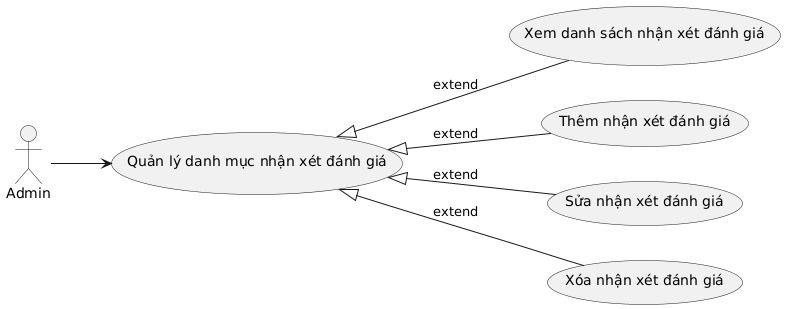 Xem danh sách nhận xét đánh giá
extend
Thêm nhận xét đánh giá
extend
Quản lý danh mục nhận xét đánh giá
Admin
extend
Sửa nhận xét đánh giá
extend
Xóa nhận xét đánh giá